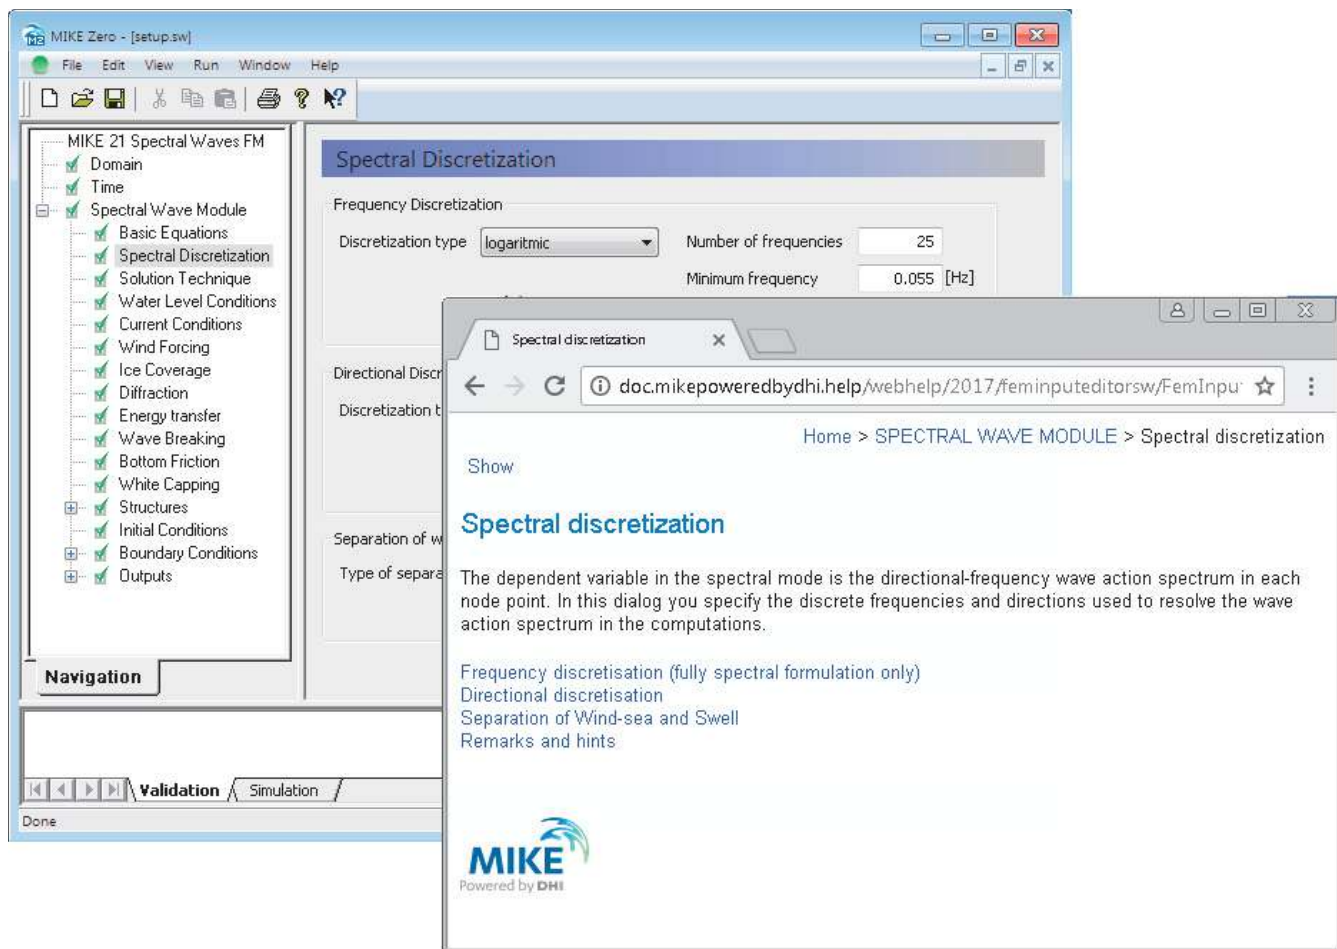 MIKE Zero - [setup.sw]
File Edit View Run Window Help
MIKE 21 Spectral Waves FM
Domain
Time
Spectral Wave Module
Basic Equations
Spectral Discretization
Solution Technique
Water Level Conditions
Current Conditions
Wind Forcing
Ice Coverage
Diffraction
Energy transfer
Wave Breaking
Bottom Friction
White Capping
Structures
Initial Conditions
Boundary Conditions
Outputs
Navigation
Spectral Discretization
Frequency Discretization
Discretization type logaritmic Number of frequencies 25
Minimum frequency 0.055 [Hz]
Directional Discr
Discretization t
Separation of w
Type of separa
Validation Simulation
Done
Spectral discretization
doc.mikepoweredbydhi.help/webhelp/2017/feminputeditorsw/FemInpu
Home > SPECTRAL WAVE MODULE > Spectral discretization
Show
Spectral discretization
The dependent variable in the spectral mode is the directional-frequency wave action spectrum in each
node point. In this dialog you specify the discrete frequencies and directions used to resolve the wave
action spectrum in the computations.
Frequency discretisation (fully spectral formulation only)
Directional discretisation
Separation of Wind-sea and Swell
Remarks and hints
MIKE
Powered by DHI